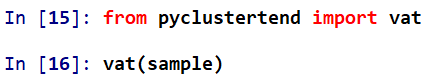 In [15]: from pyclustertend import vat
In [16]: vat(sample)